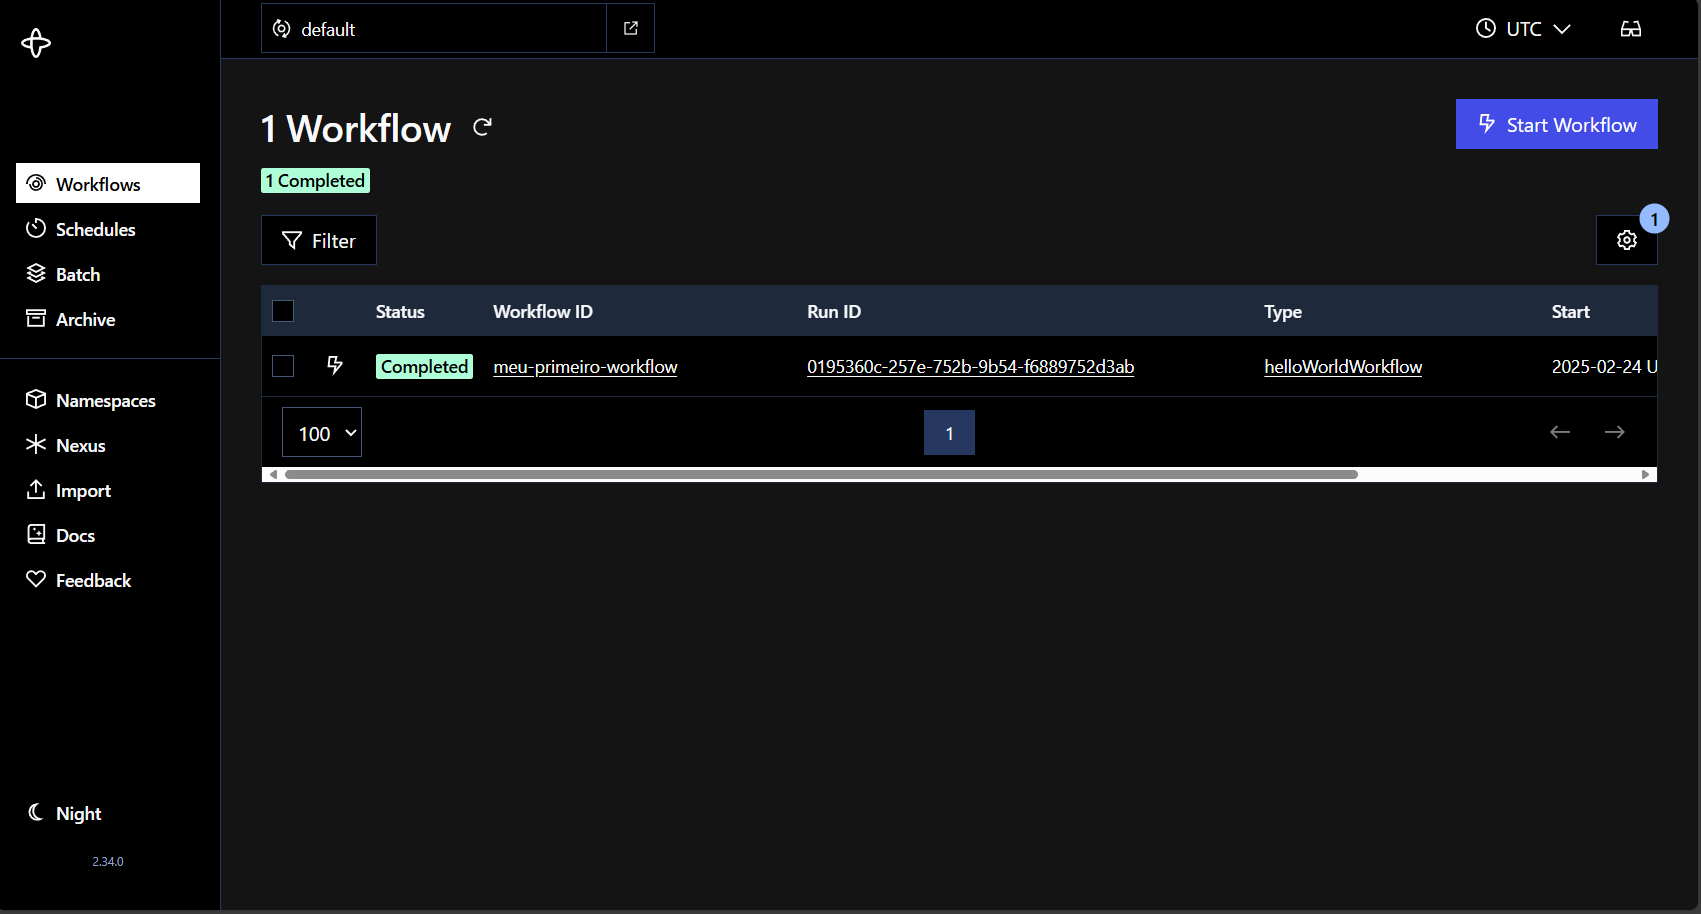 default
UTC
1 Workflow
Start Workflow
1 Completed
Filter
1
Workflows
Schedules
Batch
Archive
Namespaces
Nexus
Import
Docs
Feedback
Night
2.34.0
Status Workflow ID Run ID Type Start
Completed meu-primeiro-workflow 0195360c-257e-752b-9b54-f6889752d3ab helloWorldWorkflow 2025-02-24 U
100 1